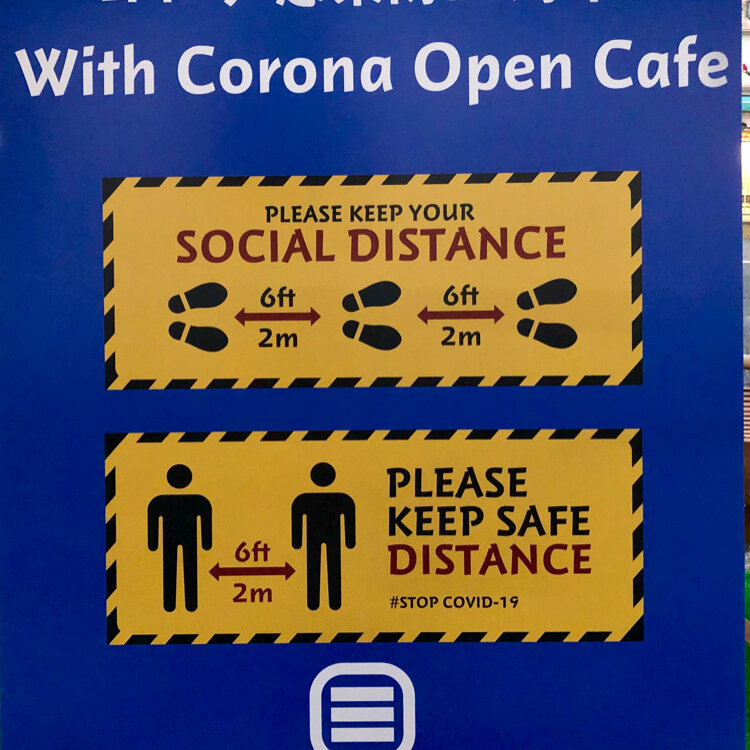 With Corona Open Cafe
PLEASE KEEP YOUR
SOCIAL DISTANCE
6ft 6ft
2m 2m
PLEASE
KEEP SAFE
DISTANCE
6ft
2m
#STOP COVID-19